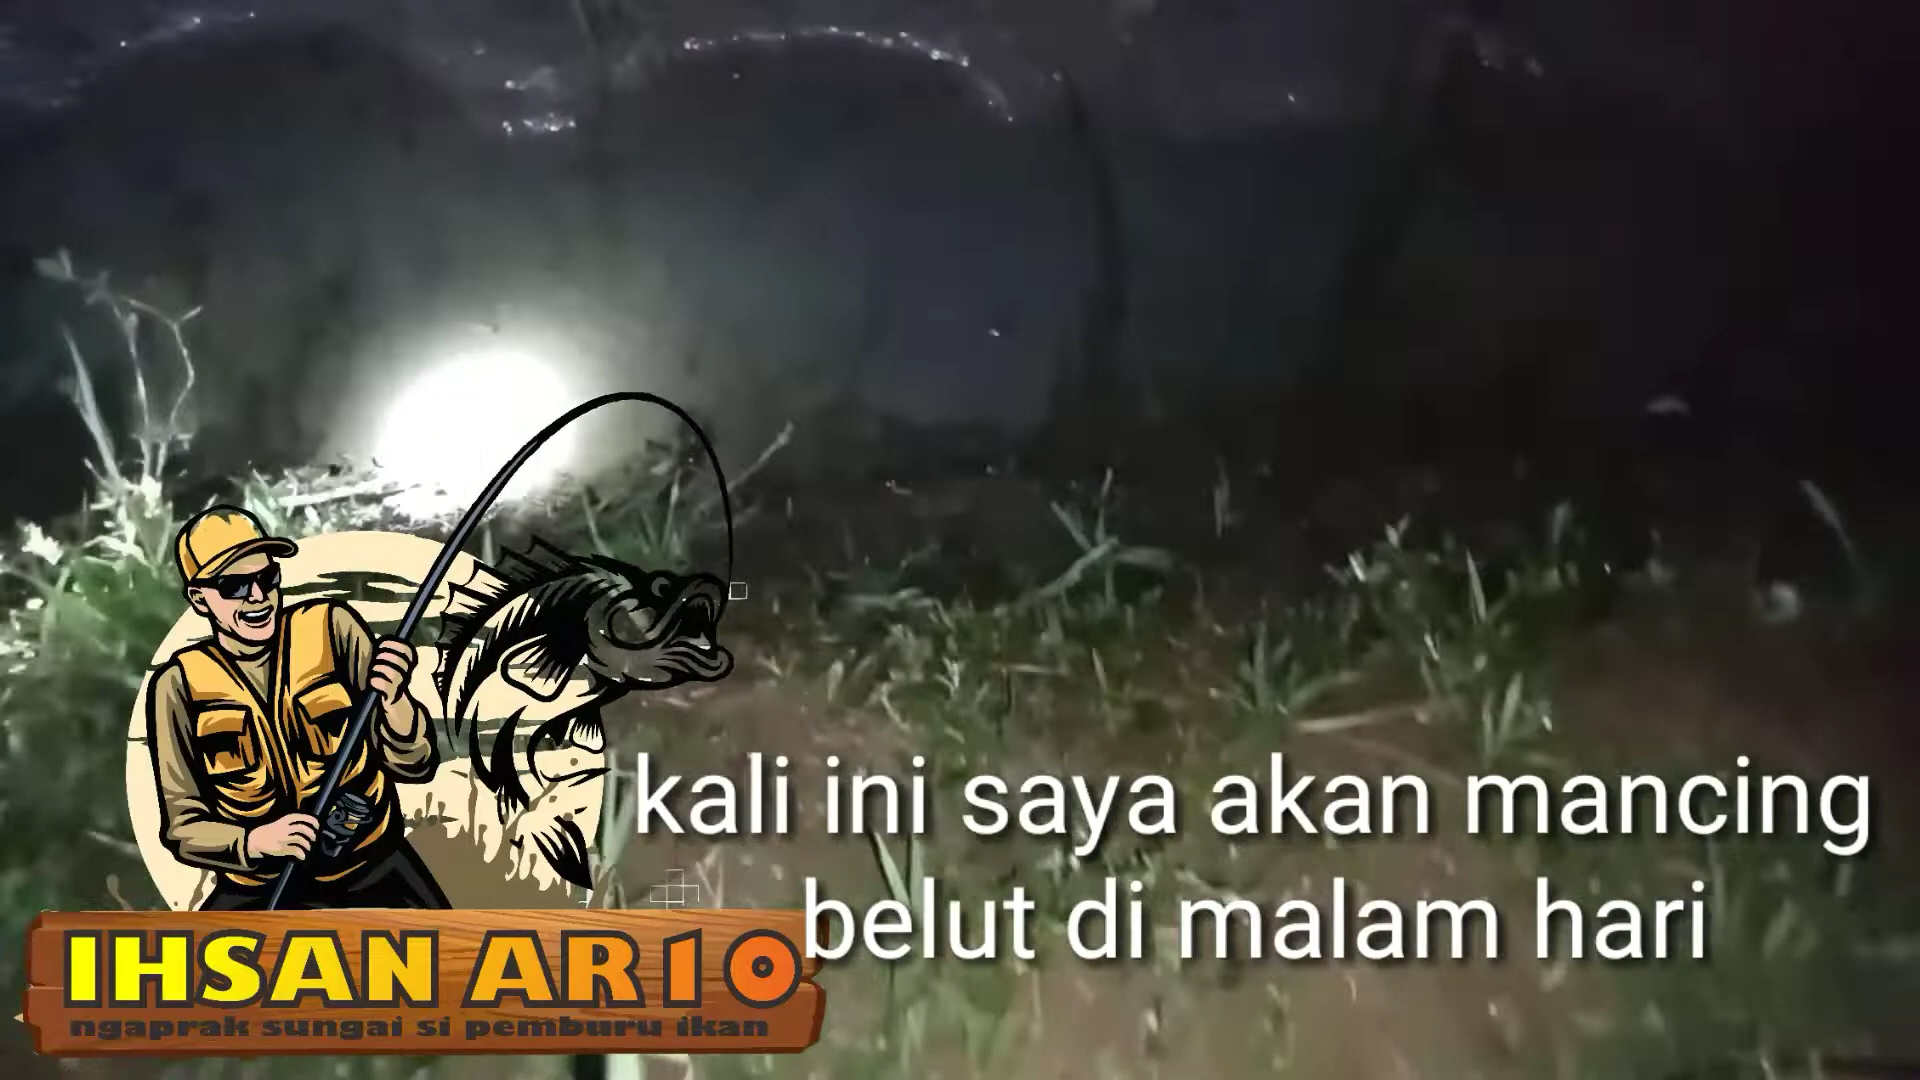 kali ini saya akan mancing
belut di malam hari
IHSAN AR10
ngaprak sungai si pemburu ikan